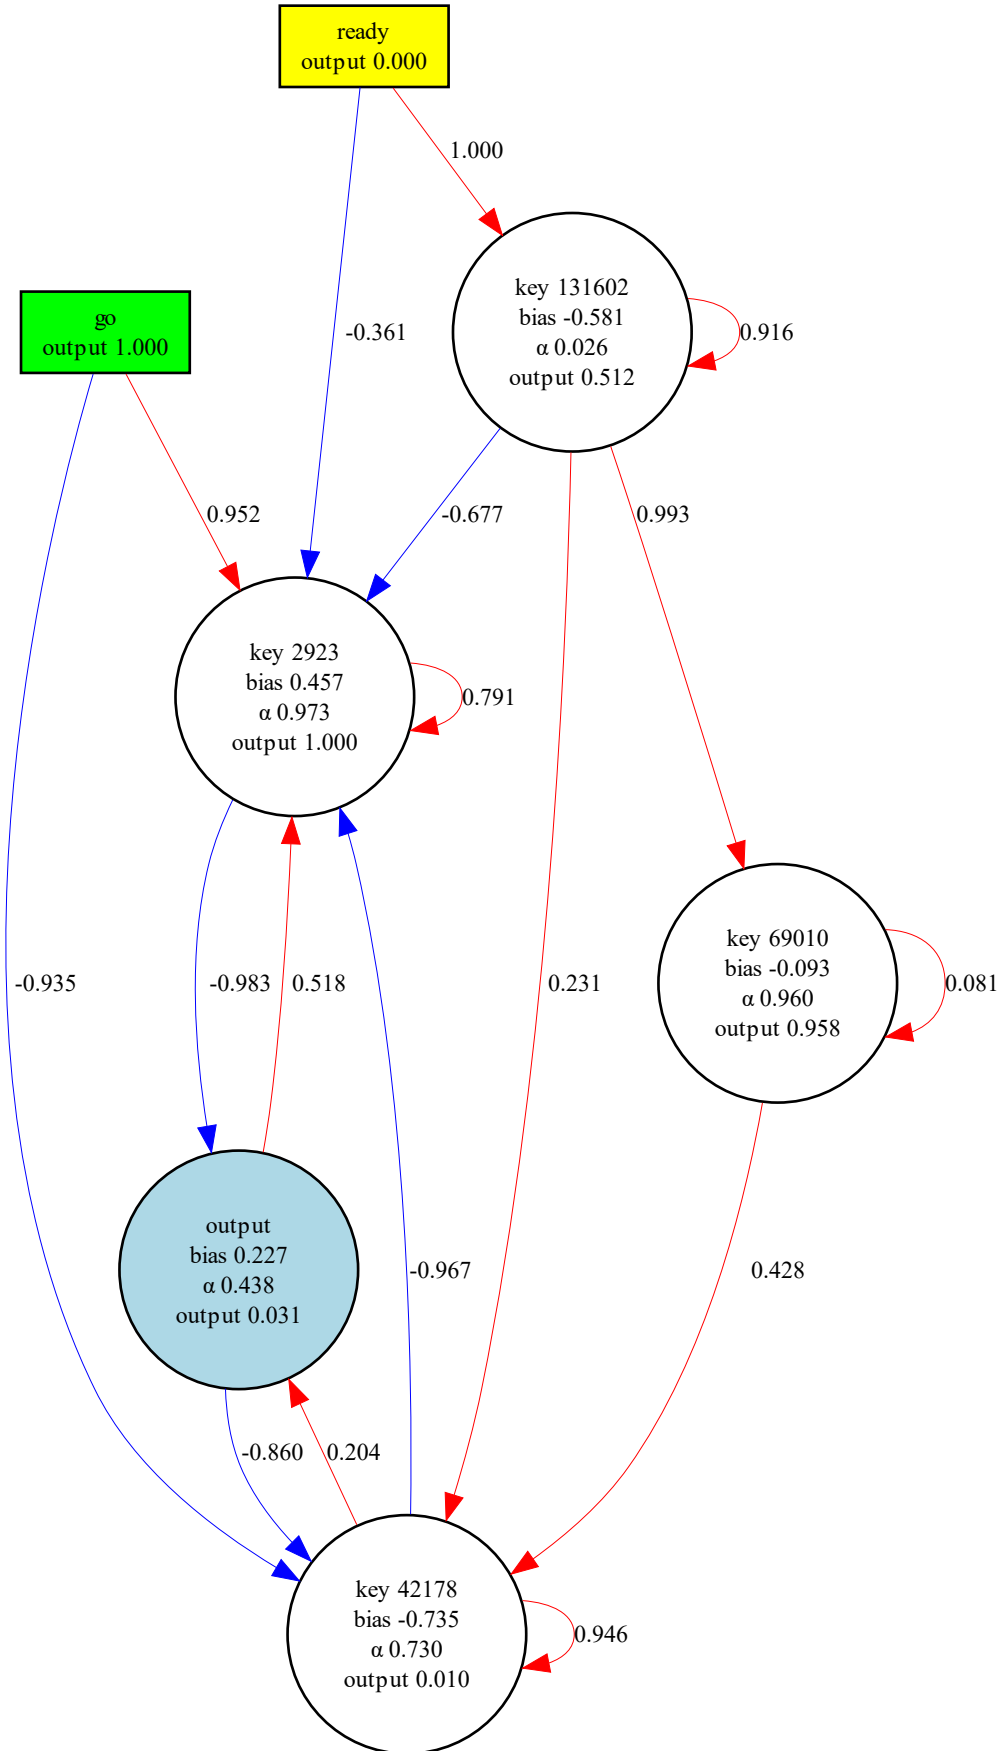 ready
output 0.000
1.000
key 131602
bias -0.581
α 0.026
output 0.512
0.916
go
output 1.000
-0.361
0.952
-0.677
0.993
key 2923
bias 0.457
α 0.973
output 1.000
0.791
key 69010
bias -0.093
α 0.960
output 0.958
0.081
-0.935
-0.983
0.518
0.231
output
bias 0.227
α 0.438
output 0.031
-0.967
0.428
-0.860
0.204
key 42178
bias -0.735
α 0.730
output 0.010
0.946